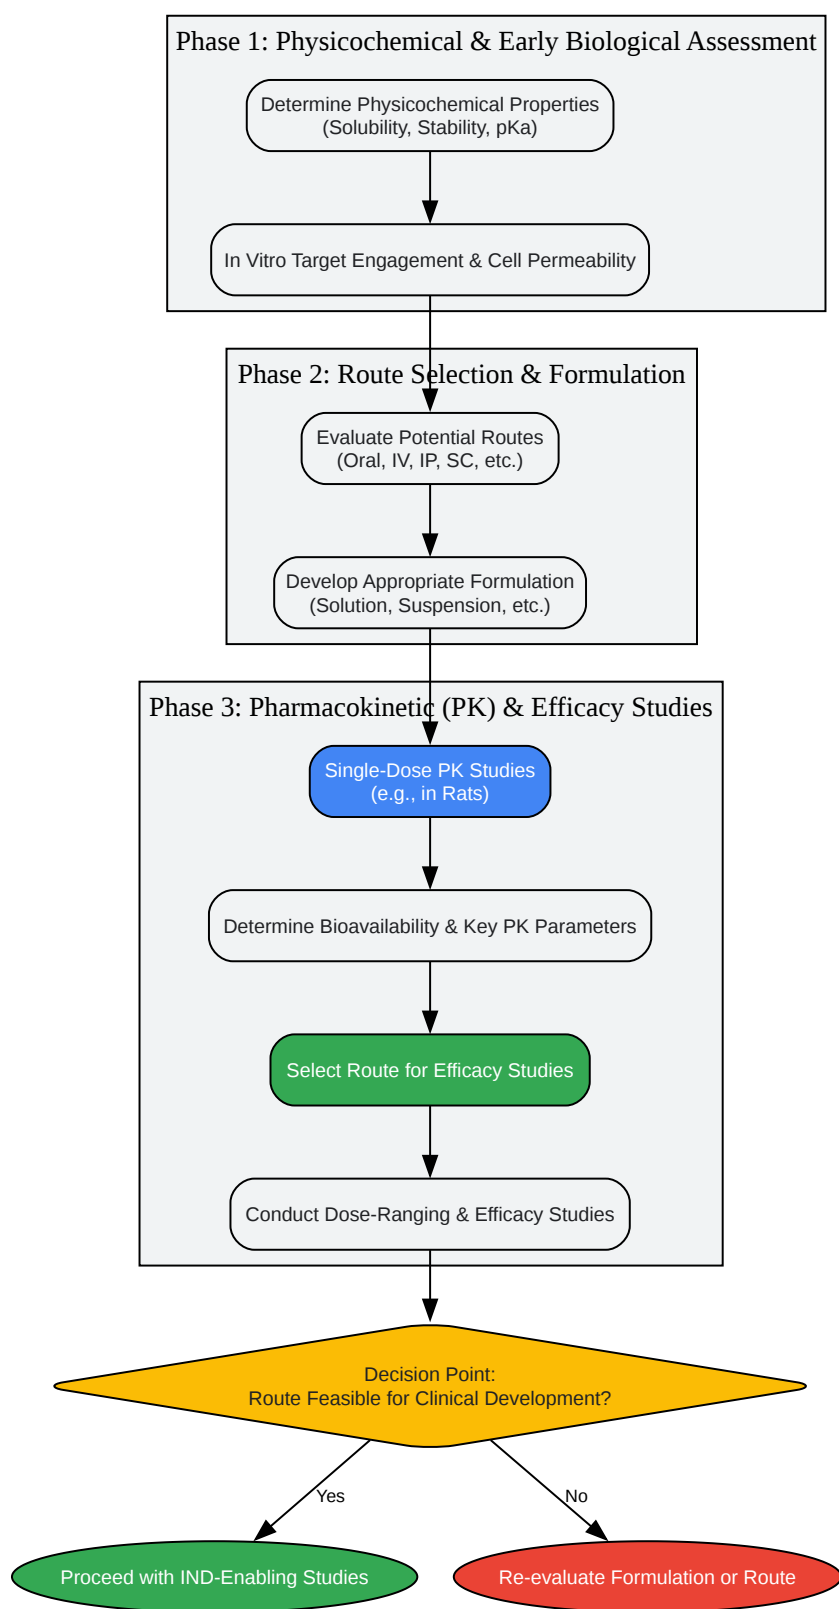 Phase 1: Physicochemical & Early Biological Assessment
Determine Physicochemical Properties
(Solubility, Stability, pKa)
In Vitro Target Engagement & Cell Permeability
Phase 2: Route Selection & Formulation
Evaluate Potential Routes
(Oral, IV, IP, SC, etc.)
Develop Appropriate Formulation
(Solution, Suspension, etc.)
Phase 3: Pharmacokinetic (PK) & Efficacy Studies
Single-Dose PK Studies
(e.g., in Rats)
Determine Bioavailability & Key PK Parameters
Select Route for Efficacy Studies
Conduct Dose-Ranging & Efficacy Studies
Decision Point:
Route Feasible for Clinical Development?
Yes
No
Proceed with IND-Enabling Studies
Re-evaluate Formulation or Route